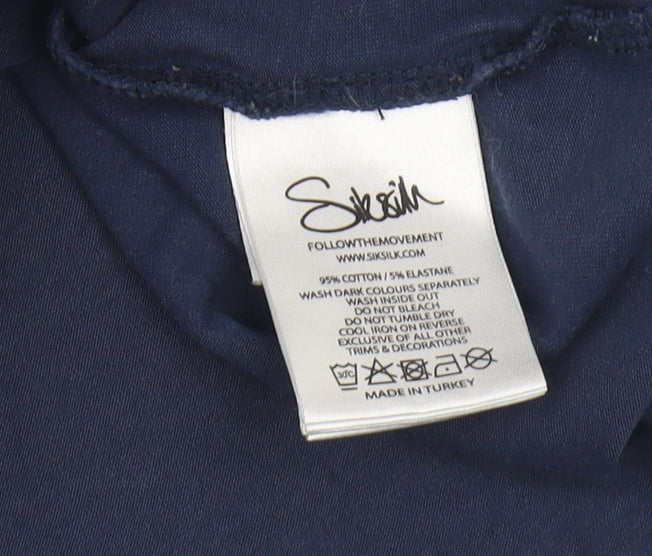 SikSilk
FOLLOWTHEMOVEMENT
WWW.SIKSILK.COM
95% COTTON / 5% ELASTANE
WASH DARK COLOURS SEPARATELY
WASH INSIDE OUT
DO NOT BLEACH
DO NOT TUMBLE DRY
COOL IRON ON REVERSE
EXCLUSIVE OF ALL OTHER
TRIMS & DECORATIONS
30°C
MADE IN TURKEY